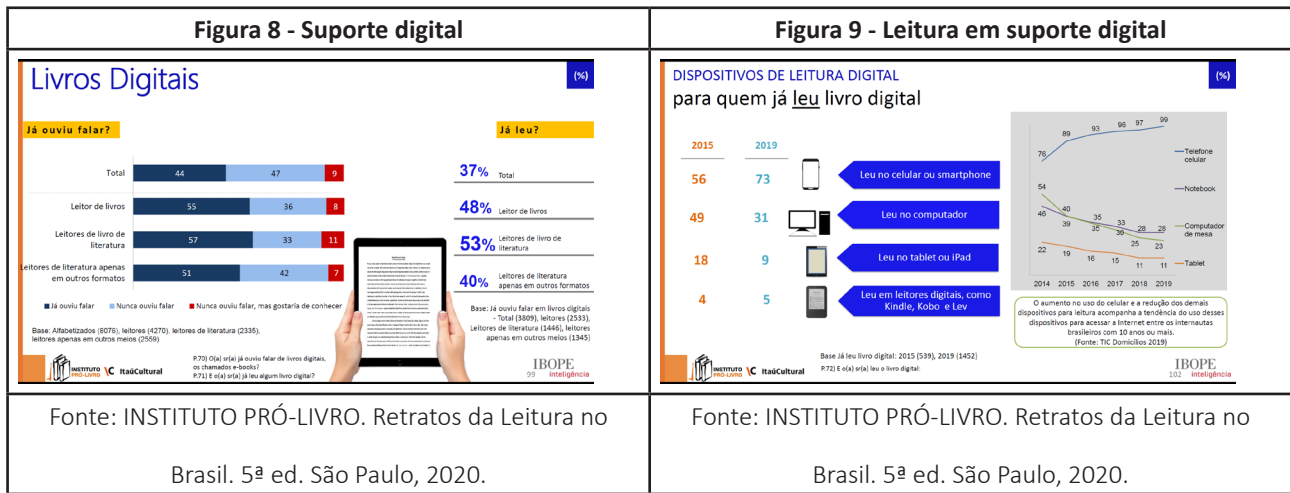 Figura 8 - Suporte digital
Livros Digitais
(%)
Já ouviu falar?
Já leu?
Total
44
47
9
Leitor de livros
55
36
8
Leitores de livro de
literatura
57
33
11
Leitores de literatura apenas
em outros formatos
51
42
7
Já ouviu falar
Nunca ouviu falar
Nunca ouviu falar, mas gostaria de conhecer
37% Total
48% Leitor de livros
53% Leitores de livro de
literatura
40% Leitores de literatura
apenas em outros formatos
Base: Alfabetizados (8076), leitores (4270), leitores de literatura (2335),
leitores apenas em outros meios (2559)
Base: Já ouviu falar em livros digitais
- Total (3809), leitores (2533),
Leitores de literatura (1446), leitores
apenas em outros meios (1345)
P.70) O(a) sr(a) já ouviu falar de livros digitais,
os chamados e-books?
P.71) E o(a) sr(a) já leu algum livro digital?
INSTITUTO
PRÓ-LIVRO
ItaúCultural
IBOPE
99 inteligência
Fonte: INSTITUTO PRÓ-LIVRO. Retratos da Leitura no
Brasil. 5ª ed. São Paulo, 2020.
Figura 9 - Leitura em suporte digital
DISPOSITIVOS DE LEITURA DIGITAL
(%)
para quem já leu livro digital
2015 2019
56 73 Leu no celular ou smartphone
49 31 Leu no computador
18 9 Leu no tablet ou iPad
4 5 Leu em leitores digitais, como
Kindle, Kobo e Lev
76 89 93 96 97 99
54 40 35 30 25 23
46 39 35 33 28 28
22 19 16 15 11 11
2014 2015 2016 2017 2018 2019
Telefone
celular
Notebook
Computador
de mesa
Tablet
O aumento no uso do celular e a redução dos demais
dispositivos para leitura acompanha a tendência do uso desses
dispositivos para acessar a Internet entre os internautas
brasileiros com 10 anos ou mais.
(Fonte: TIC Domicílios 2019)
Base Já leu livro digital: 2015 (539), 2019 (1452)
P.72) E o(a) sr(a) leu o livro digital:
INSTITUTO
PRÓ-LIVRO
ItaúCultural
IBOPE
102 inteligência
Fonte: INSTITUTO PRÓ-LIVRO. Retratos da Leitura no
Brasil. 5ª ed. São Paulo, 2020.